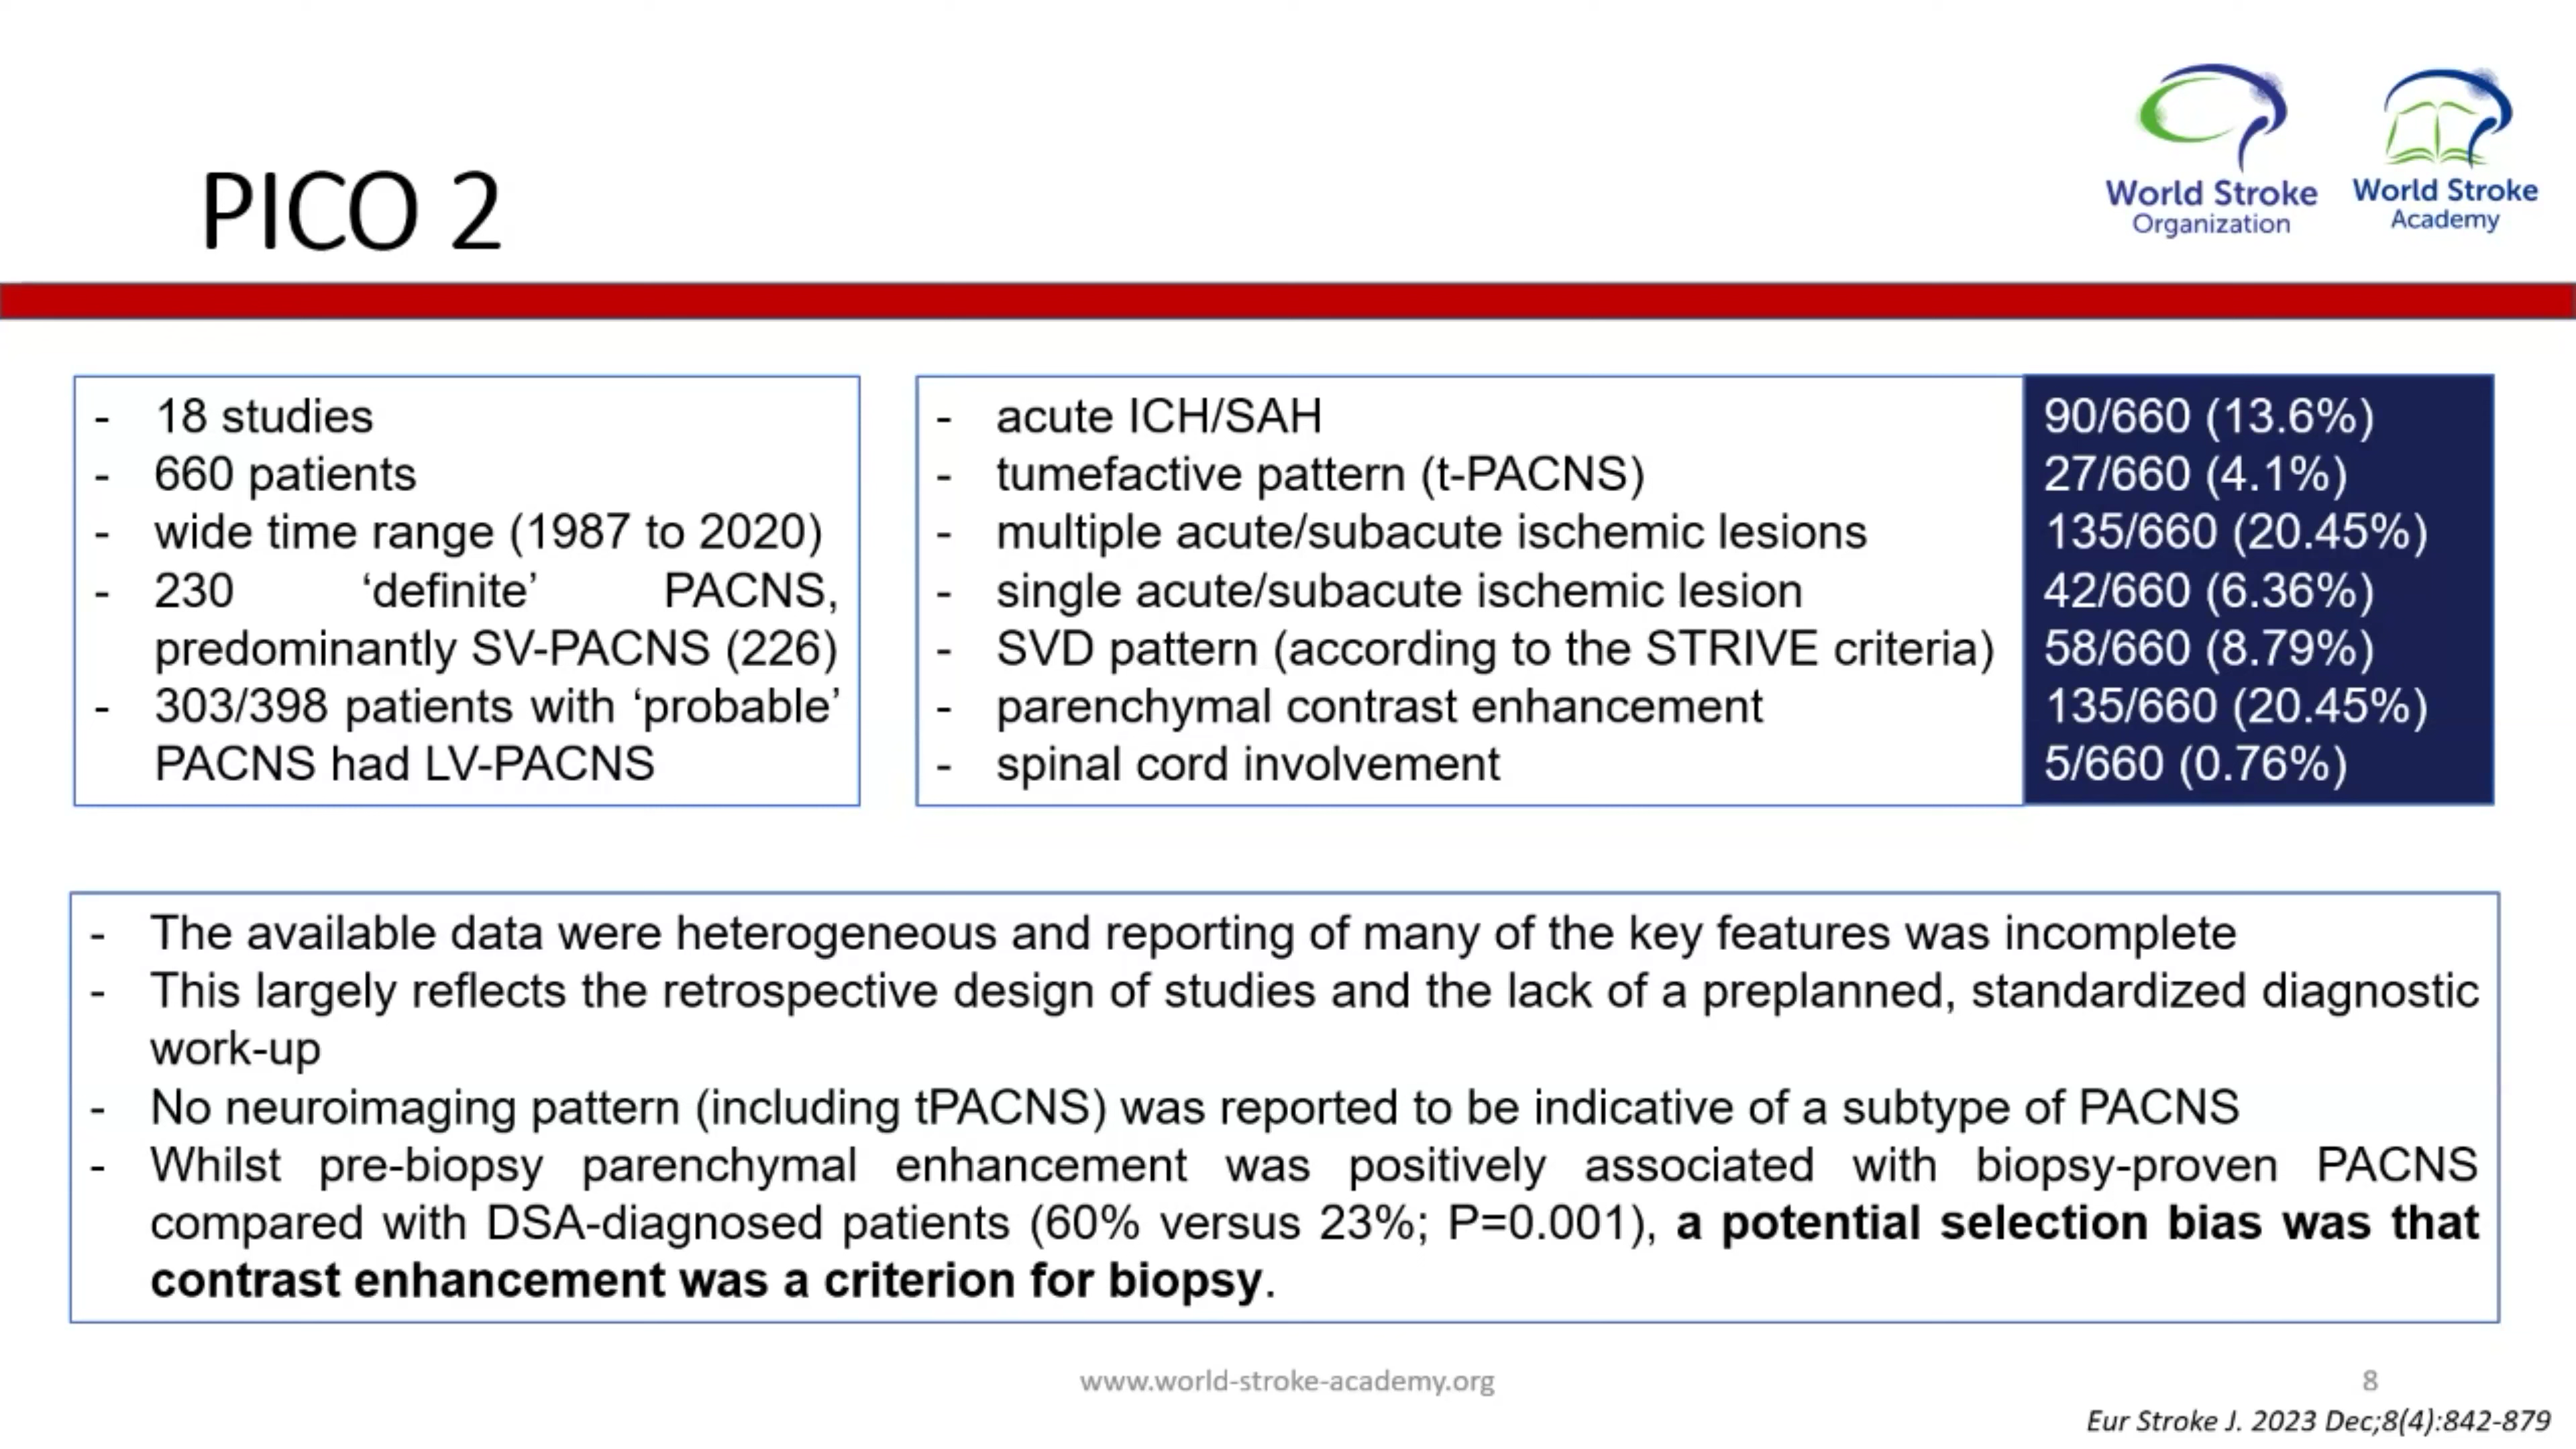 World Stroke
Organization
World Stroke
Academy
PICO 2
- 18 studies
- 660 patients
- wide time range (1987 to 2020)
- 230 ‘definite’ PACNS,
predominantly SV-PACNS (226)
- 303/398 patients with ‘probable’
PACNS had LV-PACNS
- acute ICH/SAH 90/660 (13.6%)
- tumefactive pattern (t-PACNS) 27/660 (4.1%)
- multiple acute/subacute ischemic lesions 135/660 (20.45%)
- single acute/subacute ischemic lesion 42/660 (6.36%)
- SVD pattern (according to the STRIVE criteria) 58/660 (8.79%)
- parenchymal contrast enhancement 135/660 (20.45%)
- spinal cord involvement 5/660 (0.76%)
- The available data were heterogeneous and reporting of many of the key features was incomplete
- This largely reflects the retrospective design of studies and the lack of a preplanned, standardized diagnostic
work-up
- No neuroimaging pattern (including tPACNS) was reported to be indicative of a subtype of PACNS
- Whilst pre-biopsy parenchymal enhancement was positively associated with biopsy-proven PACNS
compared with DSA-diagnosed patients (60% versus 23%; P=0.001), a potential selection bias was that
contrast enhancement was a criterion for biopsy.
www.world-stroke-academy.org
8
Eur Stroke J. 2023 Dec;8(4):842-879